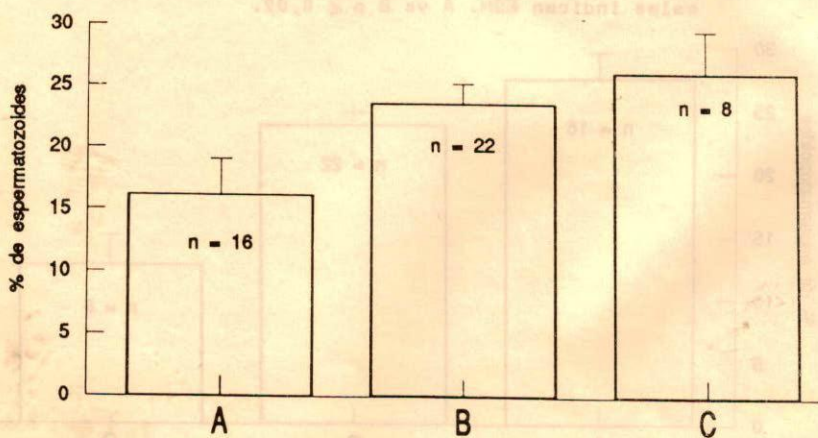 % de espermatozoides
30
25
20
15
10
5
0
n = 16
n = 22
n = 8
A
B
C